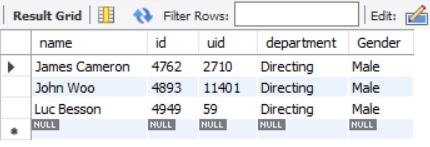 Result Grid Filter Rows: Edit:
name id uid department Gender
James Cameron 4762 2710 Directing Male
John Woo 4893 11401 Directing Male
Luc Besson 4949 59 Directing Male
NULL NULL NULL NULL NULL